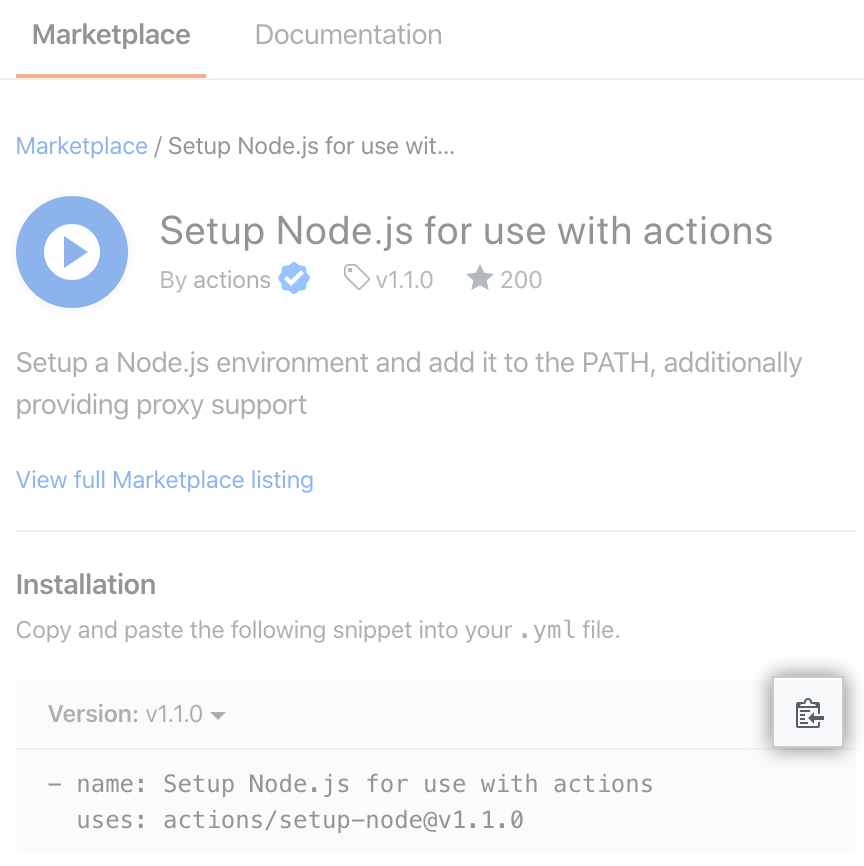 Marketplace Documentation
Marketplace / Setup Node.js for use wit...
Setup Node.js for use with actions
By actions v1.1.0 200
Setup a Node.js environment and add it to the PATH, additionally
providing proxy support
View full Marketplace listing
Installation
Copy and paste the following snippet into your .yml file.
Version: v1.1.0
- name: Setup Node.js for use with actions
uses: actions/setup-node@v1.1.0